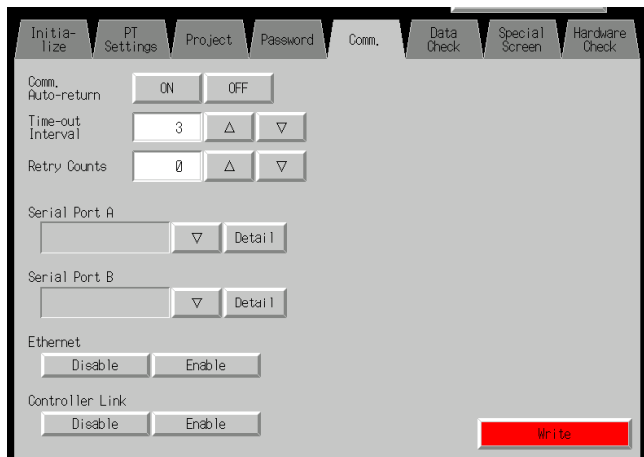 Initia-
lize
PT
Settings
Project
Password
Comm.
Data
Check
Special
Screen
Hardware
Check
Comm.
Auto-return
ON
OFF
Time-out
Interval
3
△
▽
Retry Counts
0
△
▽
Serial Port A
▽
Detail
Serial Port B
▽
Detail
Ethernet
Disable
Enable
Controller Link
Disable
Enable
Write